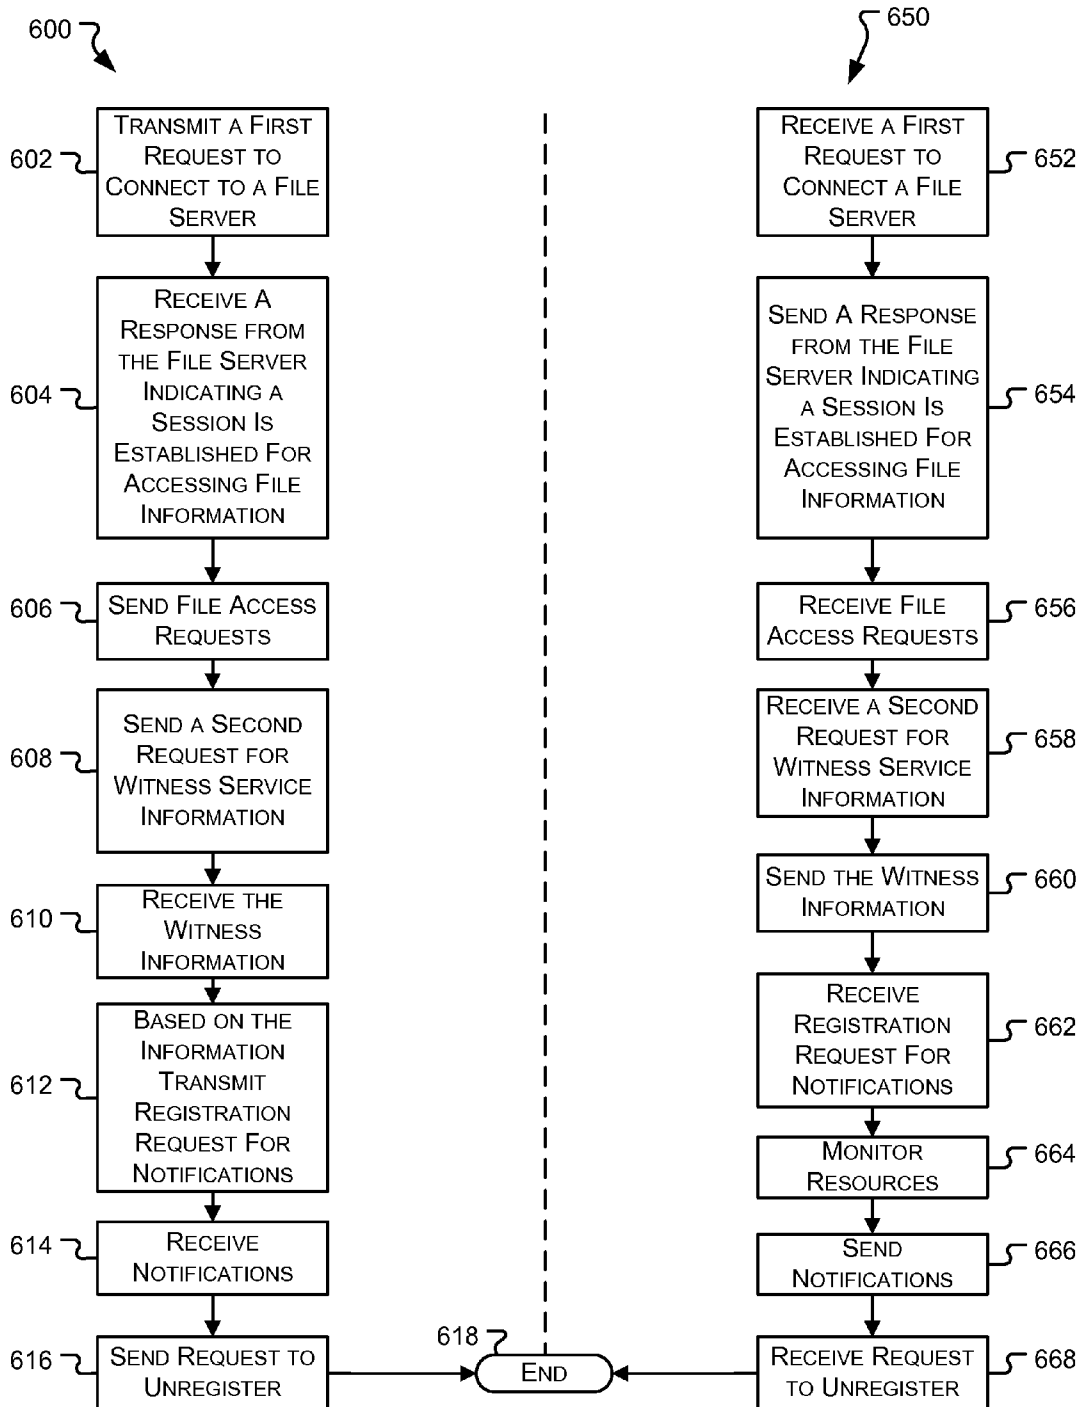 600
602
TRANSMIT A FIRST
REQUEST TO
CONNECT TO A FILE
SERVER
604
RECEIVE A
RESPONSE FROM
THE FILE SERVER
INDICATING A
SESSION IS
ESTABLISHED FOR
ACCESSING FILE
INFORMATION
606
SEND FILE ACCESS
REQUESTS
608
SEND A SECOND
REQUEST FOR
WITNESS SERVICE
INFORMATION
610
RECEIVE THE
WITNESS
INFORMATION
612
BASED ON THE
INFORMATION
TRANSMIT
REGISTRATION
REQUEST FOR
NOTIFICATIONS
614
RECEIVE
NOTIFICATIONS
616
SEND REQUEST TO
UNREGISTER
618
END
650
RECEIVE A FIRST
REQUEST TO
CONNECT A FILE
SERVER
652
SEND A RESPONSE
FROM THE FILE
SERVER INDICATING
A SESSION IS
ESTABLISHED FOR
ACCESSING FILE
INFORMATION
654
RECEIVE FILE
ACCESS REQUESTS
656
RECEIVE A SECOND
REQUEST FOR
WITNESS SERVICE
INFORMATION
658
SEND THE WITNESS
INFORMATION
660
RECEIVE
REGISTRATION
REQUEST FOR
NOTIFICATIONS
662
MONITOR
RESOURCES
664
SEND
NOTIFICATIONS
666
RECEIVE REQUEST
TO UNREGISTER
668